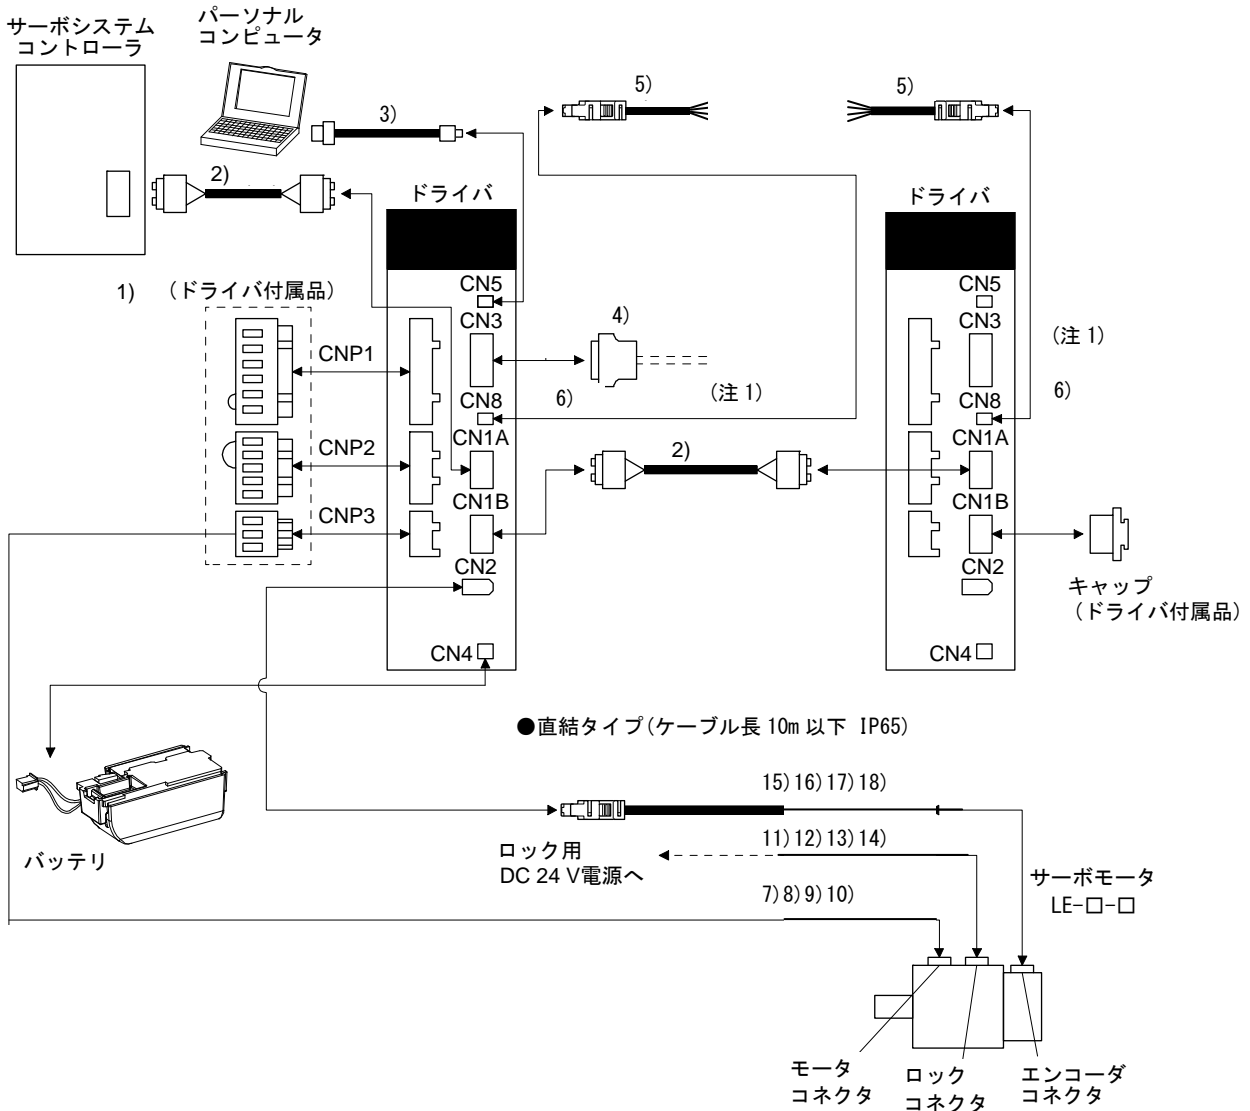 サーボシステム
コントローラ
パーソナル
コンピュータ
5)
5)
3)
2)
ドライバ
ドライバ
1) （ドライバ付属品）
CN5
CN5
CN3
CN3
4)
(注 1)
CNP1
6)
(注 1)
6)
CN8
CN8
CN1A
CN1A
CNP2
2)
CN1B
CN1B
CNP3
CN2
CN2
キャップ
（ドライバ付属品）
CN4
CN4
●直結タイプ(ケーブル長 10m 以下 IP65)
15)16)17)18)
バッテリ
ロック用
DC 24 V電源へ
11)12)13)14)
サーボモータ
LE-□-□
7)8)9)10)
モータ
コネクタ
ロック
コネクタ
エンコーダ
コネクタ